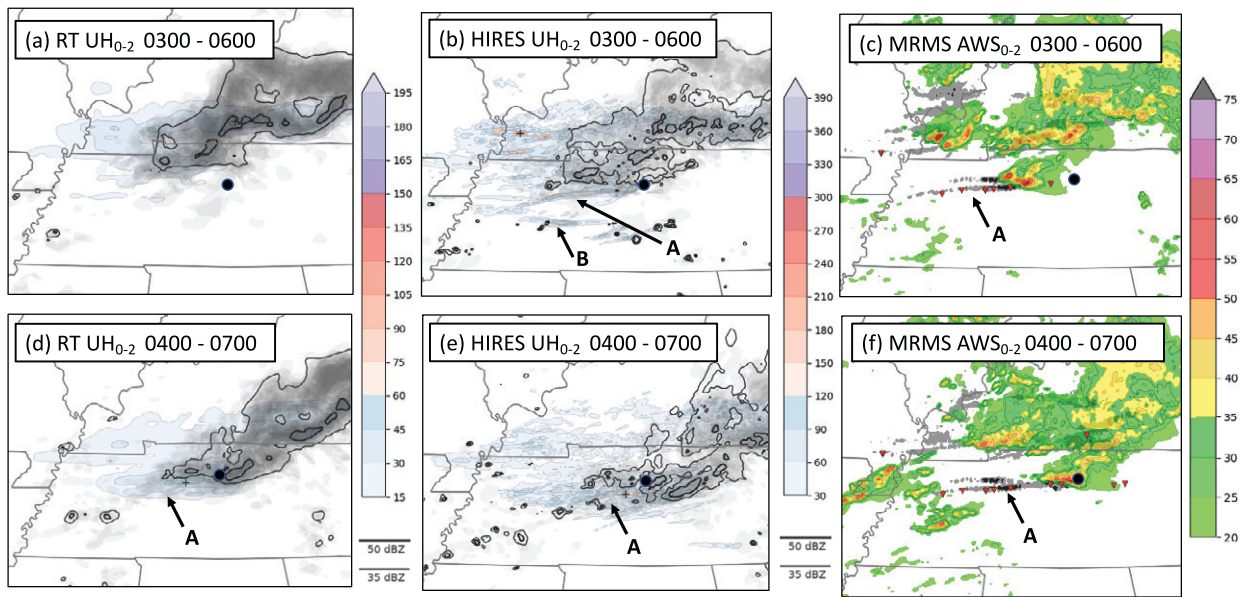 (a) RT UH0-2 0300 - 0600
(b) HIRES UH0-2 0300 - 0600
(c) MRMS AWS0-2 0300 - 0600
195
180
165
150
135
120
105
90
75
60
45
30
15
50 dBZ
35 dBZ
B
A
390
360
330
300
270
240
210
180
150
120
90
60
30
50 dBZ
35 dBZ
A
75
70
65
60
55
50
45
40
35
30
25
20
(d) RT UH0-2 0400 - 0700
A
(e) HIRES UH0-2 0400 - 0700
A
(f) MRMS AWS0-2 0400 - 0700
A